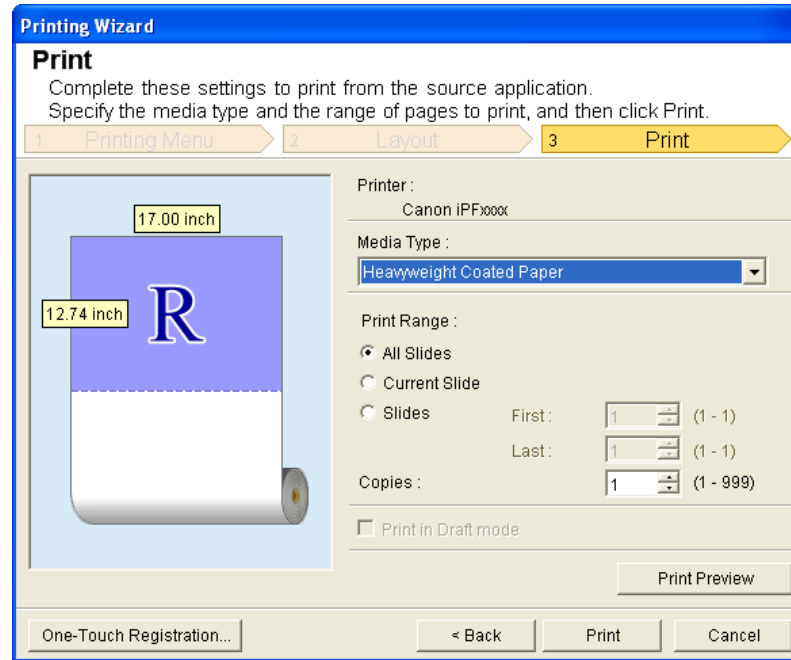 Printing Wizard
Print
Complete these settings to print from the source application.
Specify the media type and the range of pages to print, and then click Print.
1 Printing Menu 2 Layout 3 Print
Printer :
Canon iPFxxxx
17.00 inch
Media Type :
Heavyweight Coated Paper
12.74 inch
R
Print Range :
All Slides
Current Slide
Slides First : 1 (1 - 1)
Last : 1 (1 - 1)
Copies : 1 (1 - 999)
Print in Draft mode
Print Preview
One-Touch Registration... < Back Print Cancel